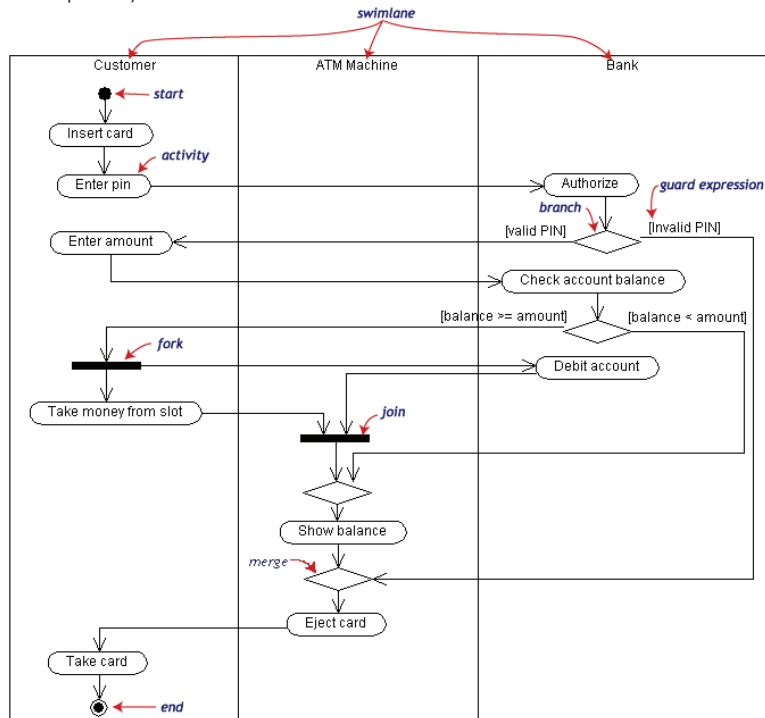 swimlane
Customer
ATM Machine
Bank
start
Insert card
activity
Enter pin
Authorize
guard expression
branch
[valid PIN]
[Invalid PIN]
Enter amount
Check account balance
[balance >= amount]
[balance < amount]
fork
Debit account
Take money from slot
join
Show balance
merge
Eject card
Take card
end